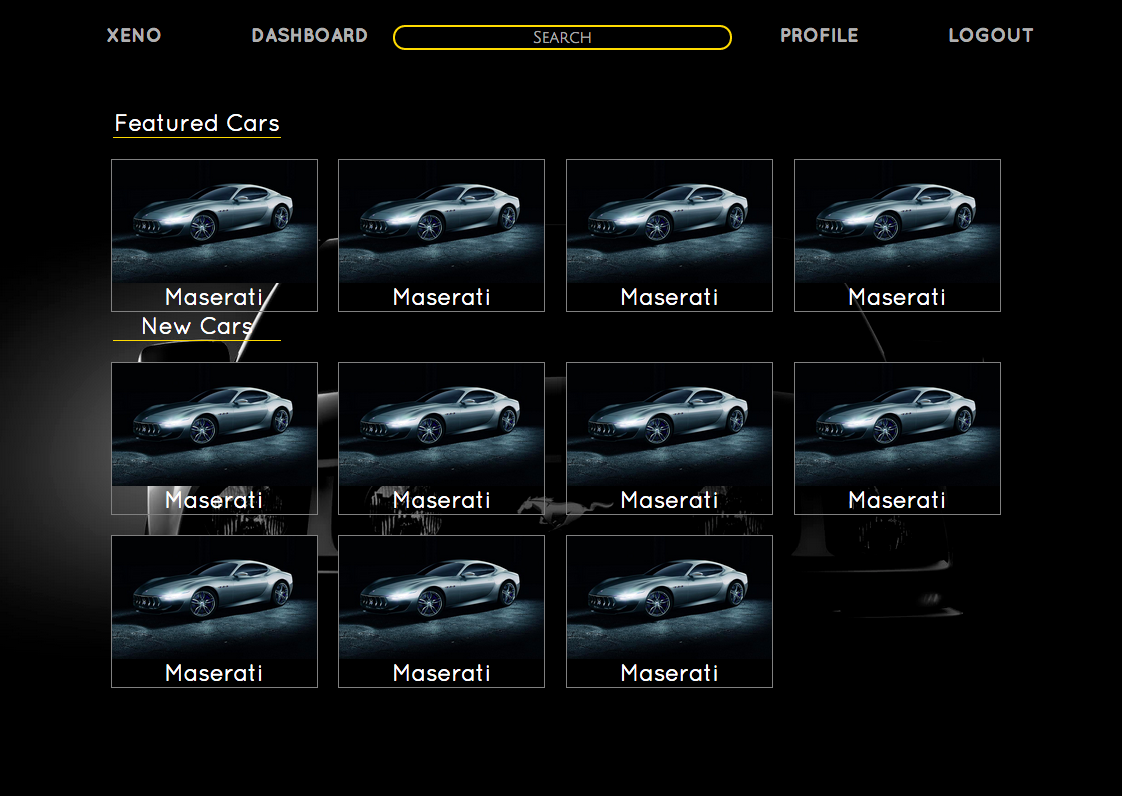 XENO DASHBOARD SEARCH PROFILE LOGOUT
Featured Cars
Maserati Maserati Maserati Maserati
New Cars
Maserati Maserati Maserati Maserati
Maserati Maserati Maserati